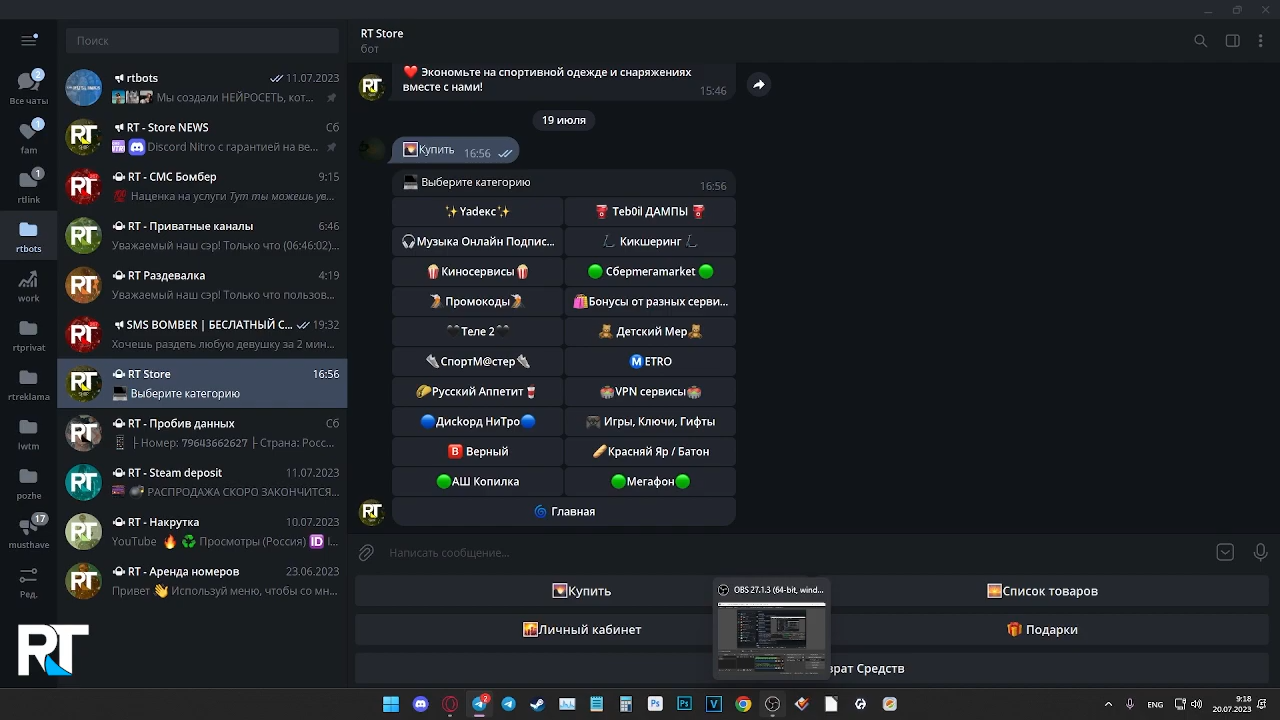 Поиск
RT Store
бот
Все чаты
2
fam
1
rtlink
1
rtbots
work
rtprivat
rtreklama
lwtm
pozhe
musthave
17
Ред.
rtbots 11.07.2023
Мы создали НЕЙРОСЕТЬ, кот...
RT - Store NEWS Сб
Discord Nitro с гарантией на ве...
RT - СМС Бомбер 9:15
Наценка на услуги Тут ты можешь ув...
RT - Приватные каналы 6:46
Уважаемый наш сэр! Только что (06:46:02)...
RT Раздевалка 4:19
Уважаемый наш сэр! Только что пользов...
SMS BOMBER | БЕСЛАТНЫЙ С... 19:32
Хочешь раздеть любую девушку за 2 мин...
RT Store 16:56
Выберите категорию
RT - Пробив данных Сб
├ Номер: 79643662627 ├ Страна: Росс...
RT - Steam deposit 11.07.2023
РАСПРОДАЖА СКОРО ЗАКОНЧИТСЯ...
RT - Накрутка 10.07.2023
YouTube 🔥 ♻ Просмотры (Россия)
RT - Аренда номеров 23.06.2023
Привет 👋 Используй меню, чтобы о мн...
❤️ Экономьте на спортивной одежде и снаряжениях
вместе с нами! 15:46
19 июля
Купить 16:56
Выберите категорию 16:56
✨Yadекс✨ Teb0il ДАМПЫ
🎧Музыка Онлайн Подпис... Кикшеринг
🍿Киносервисы🍿 🟢 Сбермегаmarket 🟢
Промокоды 🛍Бонусы от разных серви...
🖤Теле 2🖤 🧸Детский Мер🧸
СпортМ@стер ⓂETRO
🌮Русский Аппетит🥤 VPN сервисы
🔵Дискорд НиТро🔵 🎮 Игры, Ключи, Гифты
🅱 Верный 🥖Красняй Яр / Батон
🟢АШ Копилка 🟢Мегафон🟢
🌀 Главная
Написать сообщение...
Купить Список товаров
Личный кабинет 🎁 Подарки
рат Средств
OBS 27.1.3 (64-bit, wind...
RT
ENG
9:18
20.07.2023